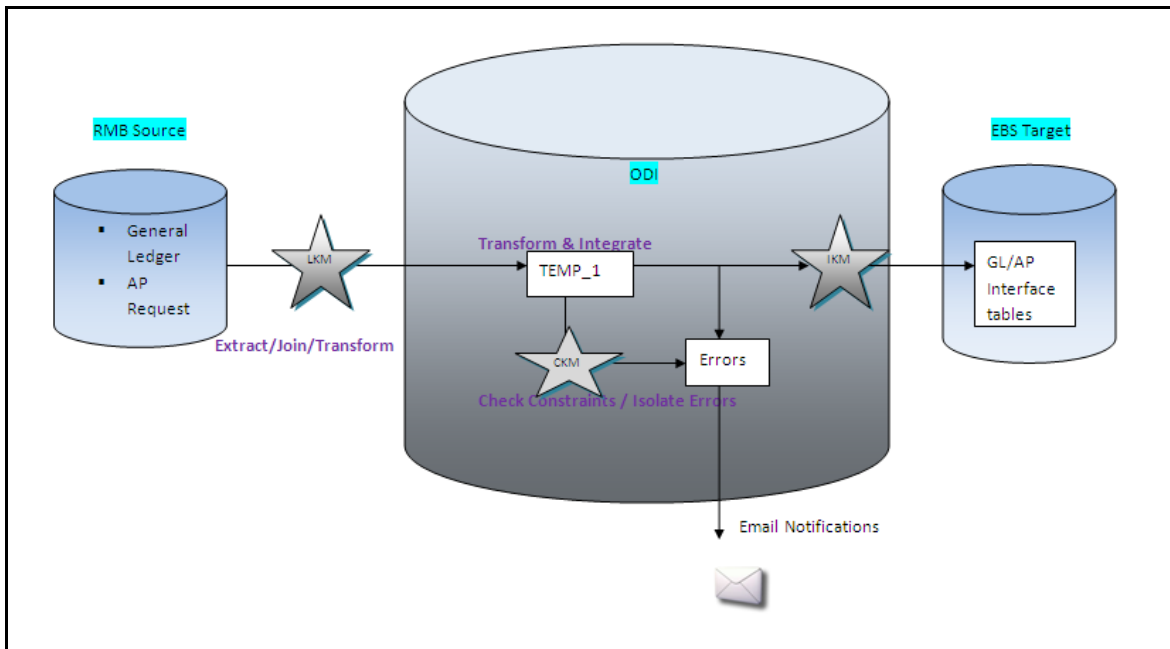 RMB Source
EBS Target
ODI
▪ General
Ledger
▪ AP
Request
LKM
Extract/Join/Transform
Transform & Integrate
TEMP_1
IKM
GL/AP
Interface
tables
CKM
Errors
Check Constraints / Isolate Errors
Email Notifications